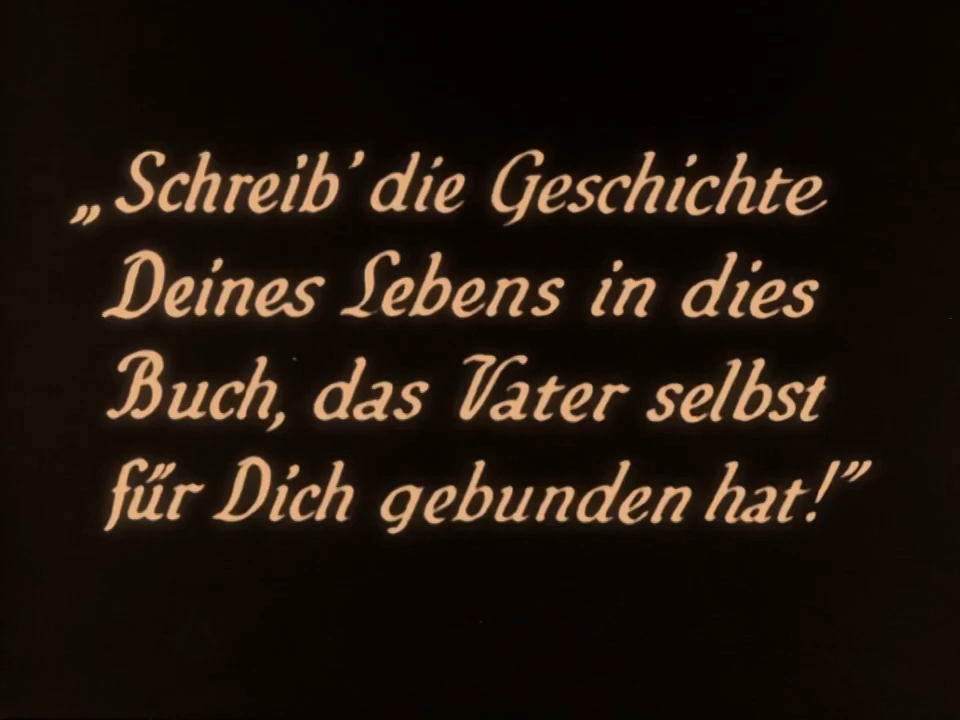 „Schreib' die Geschichte
Deines Lebens in dies
Buch, das Vater selbst
für Dich gebunden hat!"